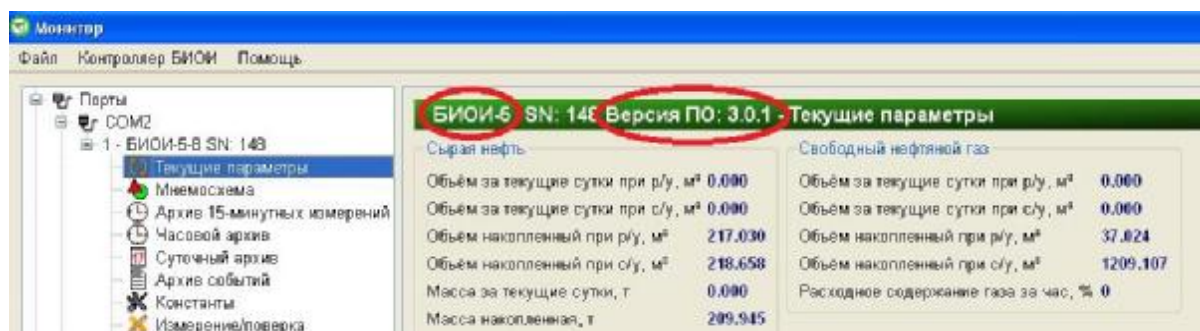 Монитор
Файл Контроллер БИОИ Помощь
Порты
COM2
1 - БИОИ-5-8 SN: 148
Текущие параметры
Мнемосхема
Архив 15-минутных измерений
Часовой архив
Суточный архив
Архив событий
Константы
Измерение/поверка
БИОИ-5 SN: 148 Версия ПО: 3.0.1 - Текущие параметры
Сырая нефть
Объём за текущие сутки при р/у, м³ 0.000
Объём за текущие сутки при с/у, м³ 0.000
Объём накопленный при р/у, м³ 217.030
Объём накопленный при с/у, м³ 218.658
Масса за текущие сутки, т 0.000
Масса накопленная, т 209.945
Свободный нефтяной газ
Объём за текущие сутки при р/у, м³ 0.000
Объём за текущие сутки при с/у, м³ 0.000
Объём накопленный при р/у, м³ 37.024
Объём накопленный при с/у, м³ 1209.107
Расходное содержание газа за час, % 0